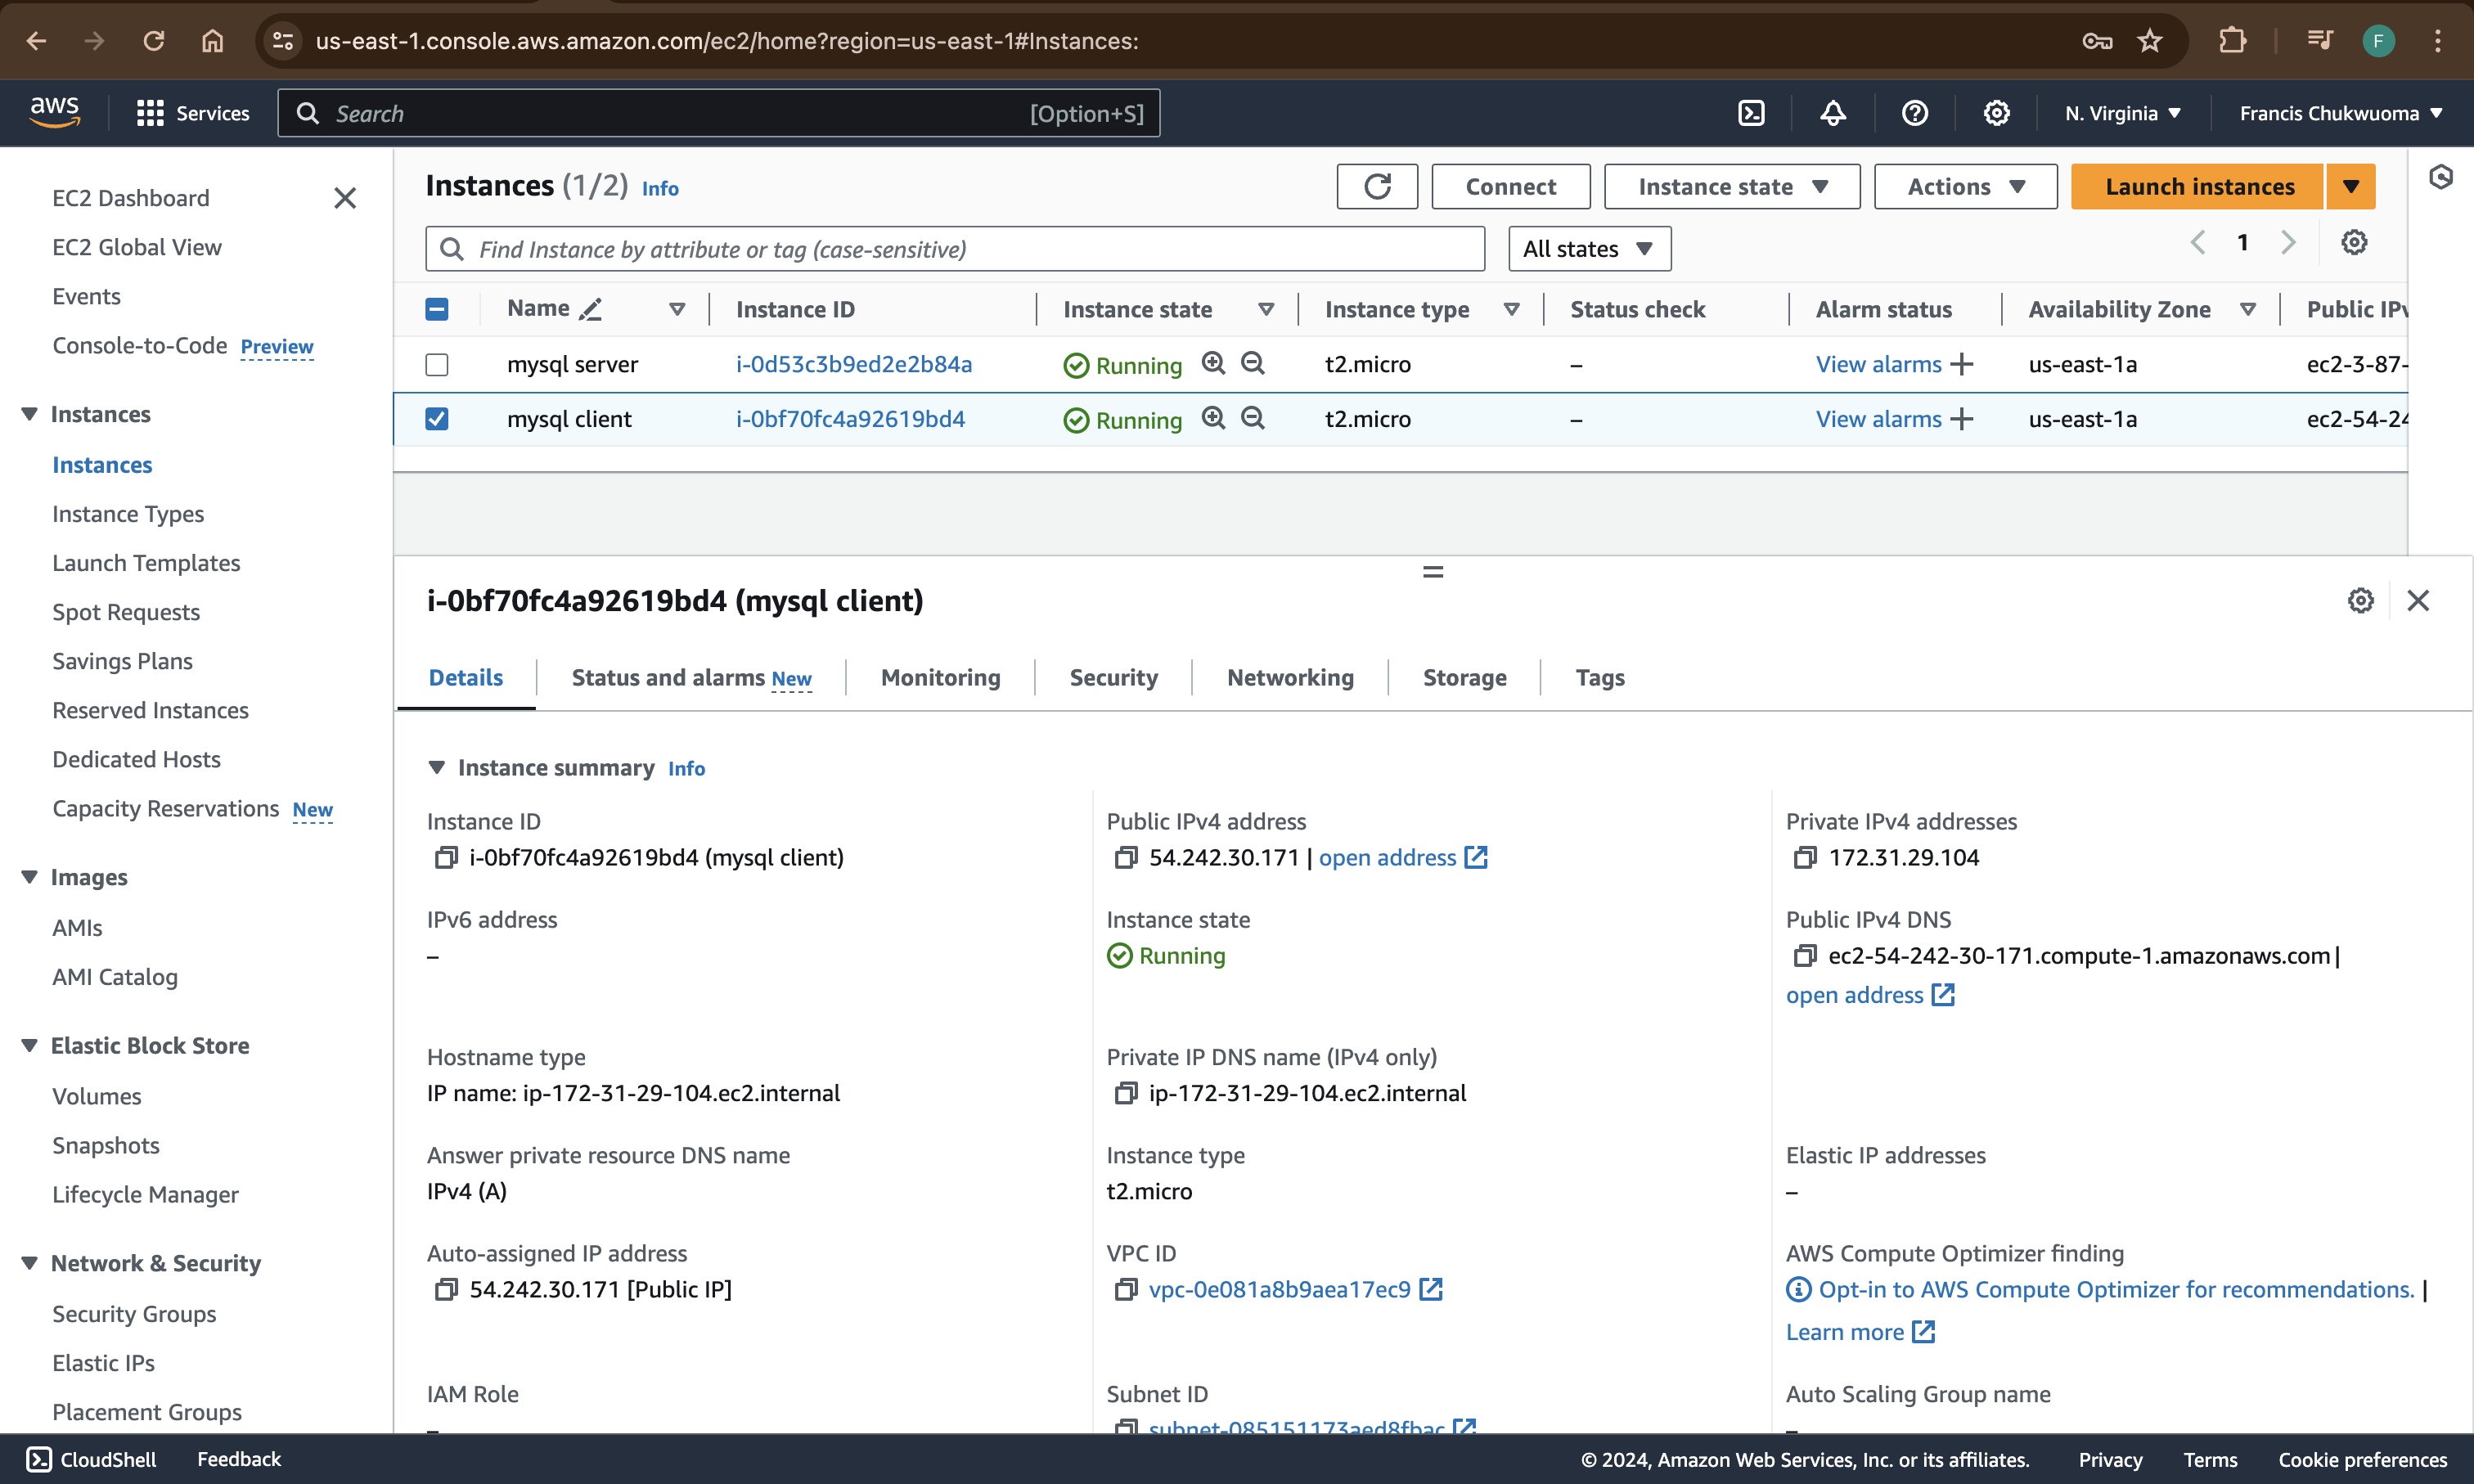 us-east-1.console.aws.amazon.com/ec2/home?region=us-east-1#Instances:
F
aws
Services
Search
[Option+S]
N. Virginia
Francis Chukwuoma
EC2 Dashboard
EC2 Global View
Events
Console-to-Code Preview
Instances
Instances
Instance Types
Launch Templates
Spot Requests
Savings Plans
Reserved Instances
Dedicated Hosts
Capacity Reservations New
Images
AMIs
AMI Catalog
Elastic Block Store
Volumes
Snapshots
Lifecycle Manager
Network & Security
Security Groups
Elastic IPs
Placement Groups
Instances (1/2) Info
Connect
Instance state
Actions
Launch instances
Find Instance by attribute or tag (case-sensitive)
All states
1
Name Instance ID Instance state Instance type Status check Alarm status Availability Zone Public IPv
mysql server i-0d53c3b9ed2e2b84a Running t2.micro – View alarms + us-east-1a ec2-3-87-
mysql client i-0bf70fc4a92619bd4 Running t2.micro – View alarms + us-east-1a ec2-54-24
i-0bf70fc4a92619bd4 (mysql client)
Details Status and alarms New Monitoring Security Networking Storage Tags
Instance summary Info
Instance ID
i-0bf70fc4a92619bd4 (mysql client)
Public IPv4 address
54.242.30.171 | open address
Private IPv4 addresses
172.31.29.104
IPv6 address
–
Instance state
Running
Public IPv4 DNS
ec2-54-242-30-171.compute-1.amazonaws.com |
open address
Hostname type
IP name: ip-172-31-29-104.ec2.internal
Private IP DNS name (IPv4 only)
ip-172-31-29-104.ec2.internal
Answer private resource DNS name
IPv4 (A)
Instance type
t2.micro
Elastic IP addresses
–
Auto-assigned IP address
54.242.30.171 [Public IP]
VPC ID
vpc-0e081a8b9aea17ec9
AWS Compute Optimizer finding
Opt-in to AWS Compute Optimizer for recommendations. |
Learn more
IAM Role
–
Subnet ID
subnet-085151173aed8fbac
Auto Scaling Group name
–
CloudShell
Feedback
© 2024, Amazon Web Services, Inc. or its affiliates.
Privacy
Terms
Cookie preferences